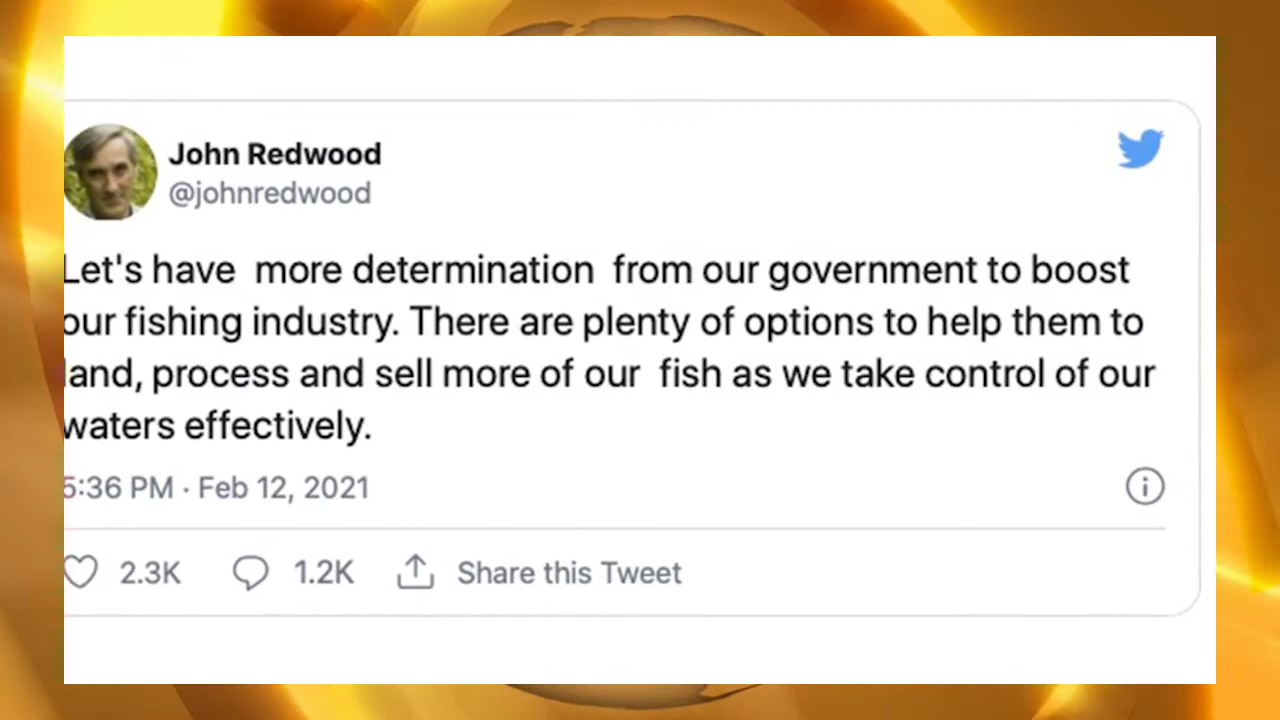 John Redwood
@johnredwood
Let's have  more determination  from our government to boost
our fishing industry. There are plenty of options to help them to
land, process and sell more of our  fish as we take control of our
waters effectively.
5:36 PM · Feb 12, 2021
2.3K 1.2K Share this Tweet